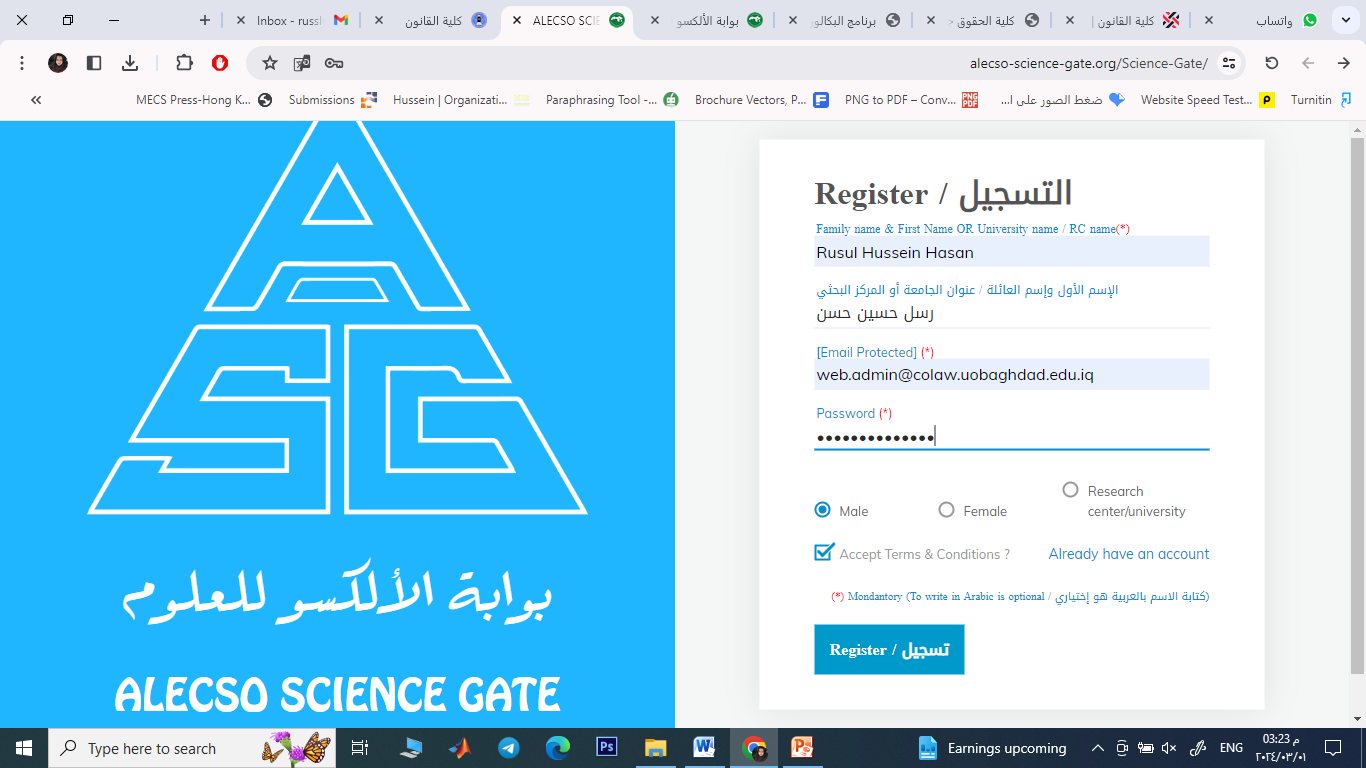 Inbox - russl
كلية القانون
ALECSO SCIE
بوابة الألكسو
برنامج البكالور
كلية الحقوق -
كلية القانون |
واتساب
alecso-science-gate.org/Science-Gate/
MECS Press-Hong K...
Submissions
Hussein | Organizati...
Paraphrasing Tool -...
Brochure Vectors, P...
PNG to PDF – Conv...
ضغط الصور على ا...
Website Speed Test...
Turnitin
بوابة الألكسو للعلوم
ALECSO SCIENCE GATE
Register / التسجيل
Family name & First Name OR University name / RC name(*)
Rusul Hussein Hasan
الإسم الأول وإسم العائلة / عنوان الجامعة أو المركز البحثي
رسل حسين حسن
[Email Protected] (*)
web.admin@colaw.uobaghdad.edu.iq
Password (*)
••••••••••••••
Male
Female
Research
center/university
Accept Terms & Conditions ?
Already have an account
(*) Mondantory (To write in Arabic is optional / كتابة الاسم بالعربية هو إختياري)
Register / تسجيل
Type here to search
Ps
W
P
Earnings upcoming
ENG
03:23 م
٢٠٢٤/٠٣/٠١